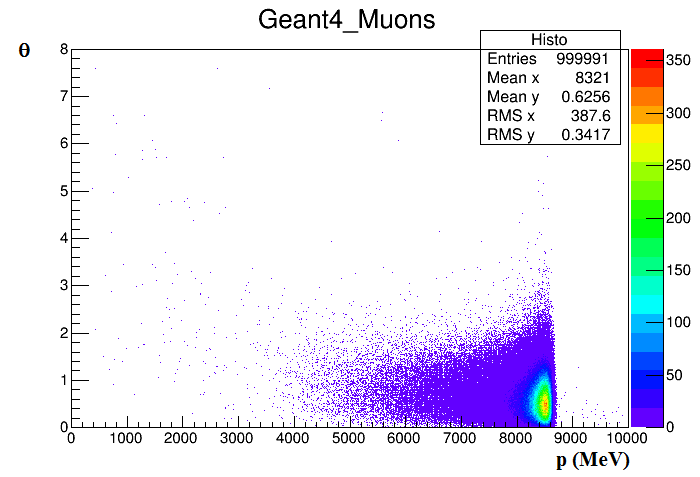 Geant4_Muons
θ
Histo
Entries 999991
Mean x 8321
Mean y 0.6256
RMS x 387.6
RMS y 0.3417
8
7
6
5
4
3
2
1
0
350
300
250
200
150
100
50
0
0 1000 2000 3000 4000 5000 6000 7000 8000 9000 10000
p (MeV)